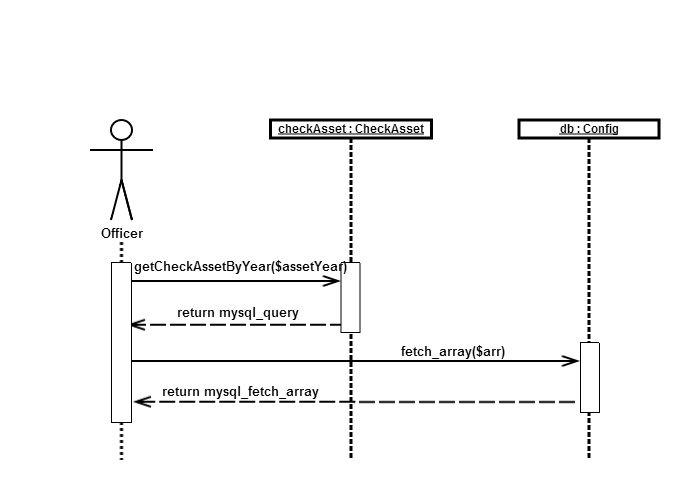 checkAsset : CheckAsset
db : Config
Officer
getCheckAssetByYear($assetYear)
return mysql_query
fetch_array($arr)
return mysql_fetch_array